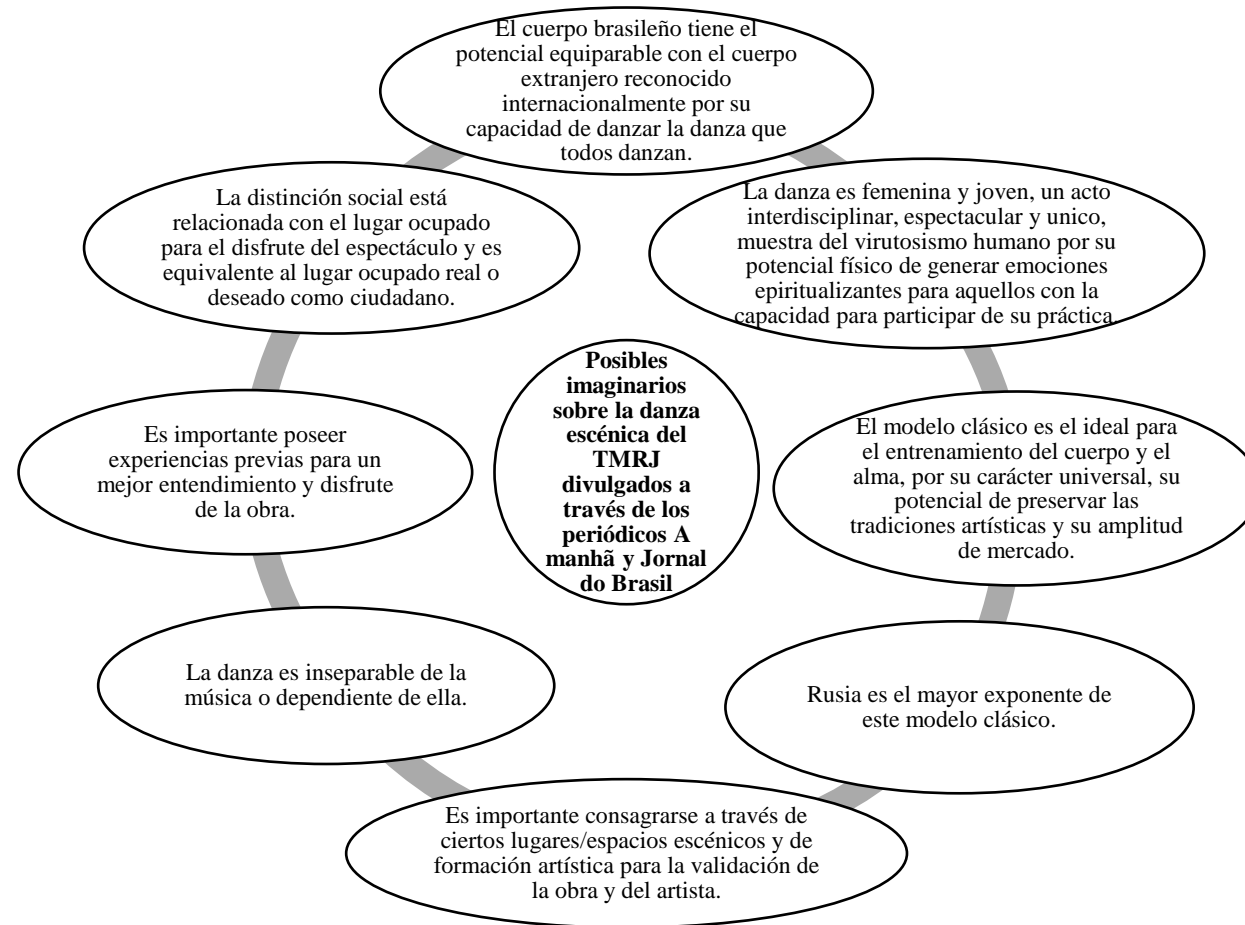 El cuerpo brasileño tiene el
potencial equiparable con el cuerpo
extranjero reconocido
internacionalmente por su
capacidad de danzar la danza que
todos danzan.
La danza es femenina y joven, un acto
interdisciplinar, espectacular y unico,
muestra del virutosismo humano por su
potencial físico de generar emociones
epiritualizantes para aquellos con la
capacidad para participar de su práctica.
El modelo clásico es el ideal para
el entrenamiento del cuerpo y el
alma, por su carácter universal, su
potencial de preservar las
tradiciones artísticas y su amplitud
de mercado.
Rusia es el mayor exponente de
este modelo clásico.
Es importante consagrarse a través de
ciertos lugares/espacios escénicos y de
formación artística para la validación de
la obra y del artista.
La danza es inseparable de la
música o dependiente de ella.
Es importante poseer
experiencias previas para un
mejor entendimiento y disfrute
de la obra.
La distinción social está
relacionada con el lugar ocupado
para el disfrute del espectáculo y es
equivalente al lugar ocupado real o
deseado como ciudadano.
Posibles
imaginarios
sobre la danza
escénica del
TMRJ
divulgados a
través de los
periódicos A
manhã y Jornal
do Brasil